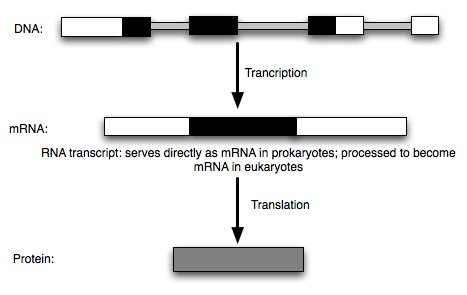 DNA:
Trancription
mRNA:
RNA transcript: serves directly as mRNA in prokaryotes; processed to become
mRNA in eukaryotes
Translation
Protein: